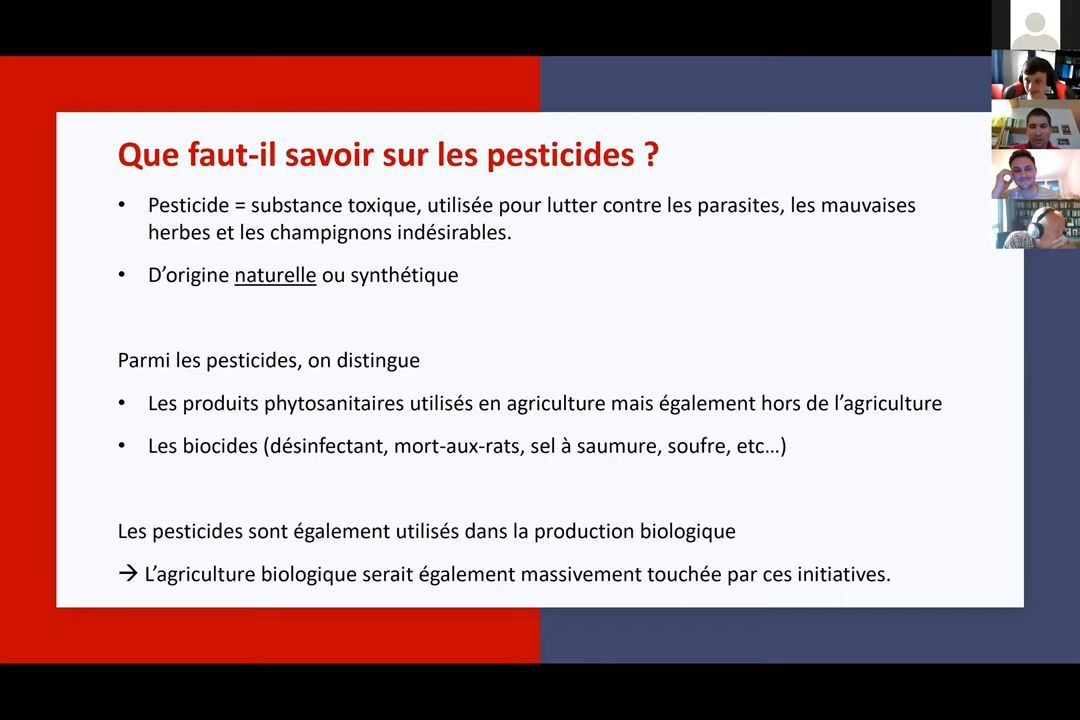 Que faut-il savoir sur les pesticides ?
• Pesticide = substance toxique, utilisée pour lutter contre les parasites, les mauvaises
herbes et les champignons indésirables.
• D’origine naturelle ou synthétique
Parmi les pesticides, on distingue
• Les produits phytosanitaires utilisés en agriculture mais également hors de l’agriculture
• Les biocides (désinfectant, mort-aux-rats, sel à saumure, soufre, etc…)
Les pesticides sont également utilisés dans la production biologique
→ L’agriculture biologique serait également massivement touchée par ces initiatives.